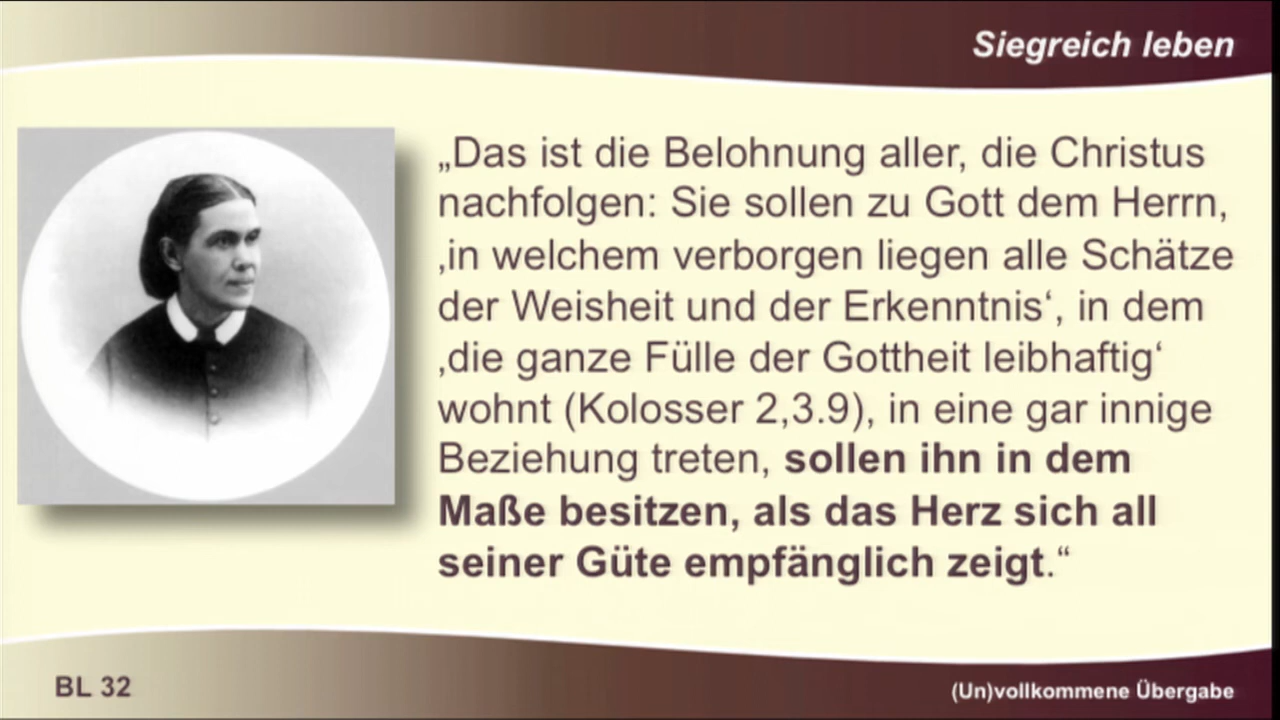 Siegreich leben
„Das ist die Belohnung aller, die Christus
nachfolgen: Sie sollen zu Gott dem Herrn,
‚in welchem verborgen liegen alle Schätze
der Weisheit und der Erkenntnis‘, in dem
‚die ganze Fülle der Gottheit leibhaftig‘
wohnt (Kolosser 2,3.9), in eine gar innige
Beziehung treten, sollen ihn in dem
Maße besitzen, als das Herz sich all
seiner Güte empfänglich zeigt.“
BL 32
(Un)vollkommene Übergabe